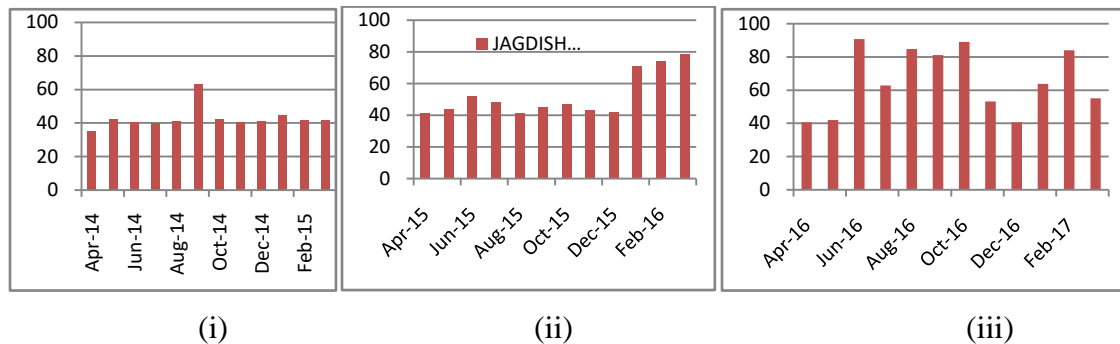 100
80
60
40
20
0
Apr-14
Jun-14
Aug-14
Oct-14
Dec-14
Feb-15
(i)
JAGDISH...
100
80
60
40
20
0
Apr-15
Jun-15
Aug-15
Oct-15
Dec-15
Feb-16
(ii)
100
80
60
40
20
0
Apr-16
Jun-16
Aug-16
Oct-16
Dec-16
Feb-17
(iii)